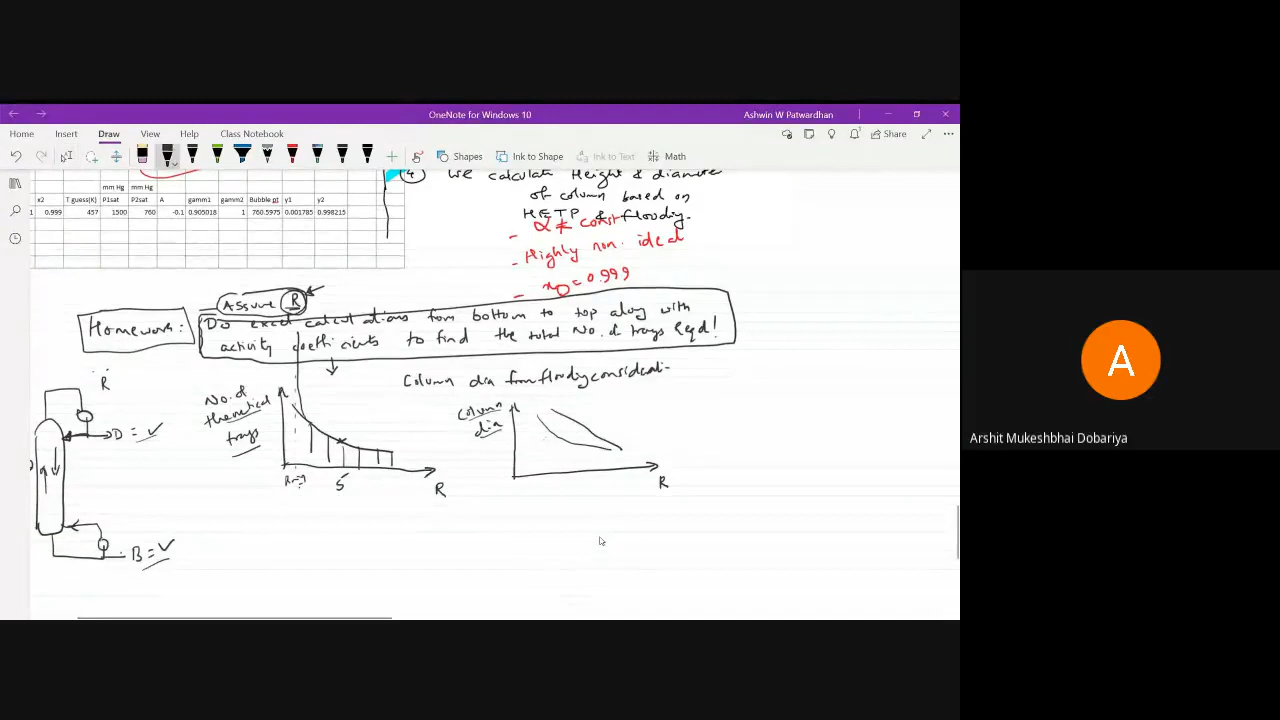 OneNote for Windows 10
Ashwin W Patwardhan
Home Insert Draw View Help Class Notebook
Share
Shapes Ink to Shape Ink to Text Math
mm Hg mm Hg
x2 T guess(K) P1sat P2sat A gamm1 gamm2 Bubble pt y1 y2
1 0.999 457 1500 760 -0.1 0.905018 1 760.5975 0.001785 0.998215
④ We calculate Height & diameter
of column based on
HETP & flooding.
- α ≠ const
- Highly non-ideal
- xD = 0.999
Assume R
Homework: Do excel calculations from bottom to top along with
activity coefficients to find the total No. of trays reqd!
Column dia from flooding
R
No. of
theoretical
trays
5
R
Column
dia
R
D = ✓
B = ✓
A
Arshit Mukeshbhai Dobariya